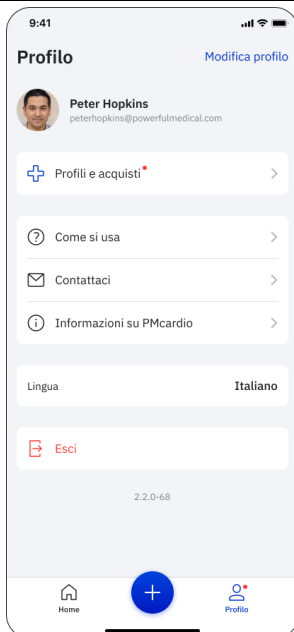 9:41
Profilo
Modifica profilo
Peter Hopkins
peterhopkins@powerfulmedical.com
Profili e acquisti
Come si usa
Contattaci
Informazioni su PMcardio
Lingua
Italiano
Esci
2.2.0-68
Home
Profilo